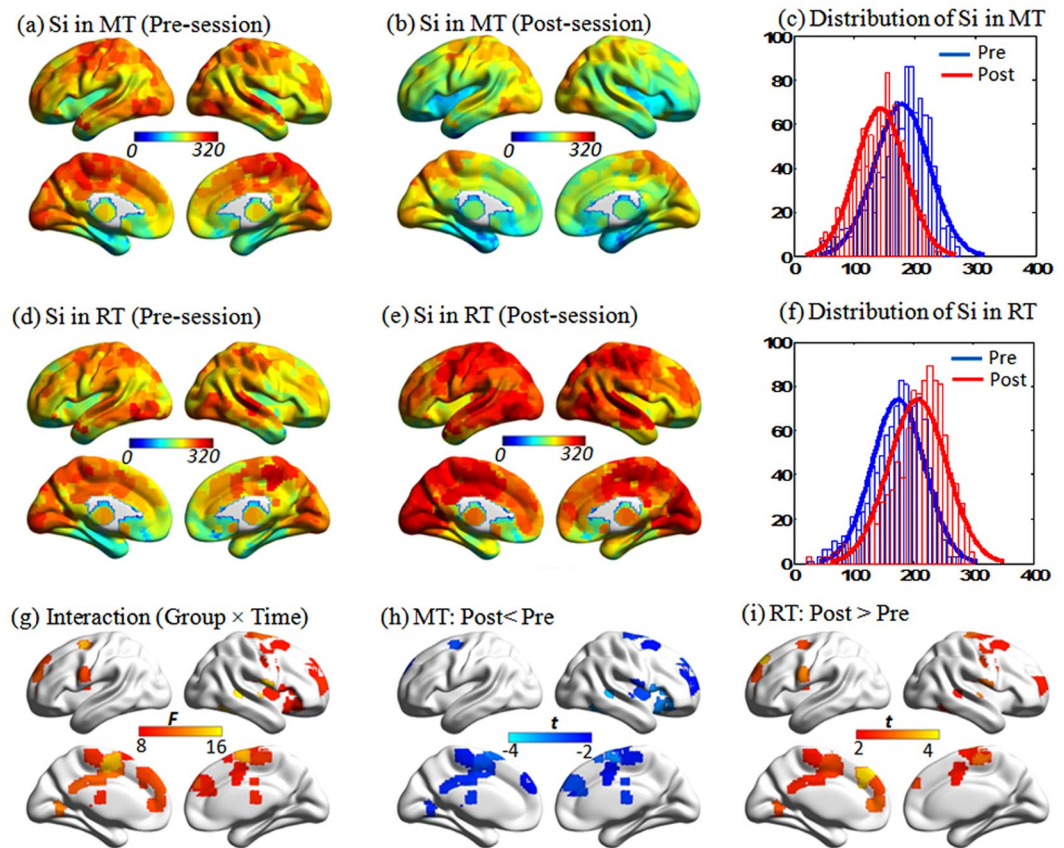 (a) Si in MT (Pre-session)
(b) Si in MT (Post-session)
(c) Distribution of Si in MT
0 320
0 320
100
80
60
40
20
0
0 100 200 300 400
Pre
Post
(d) Si in RT (Pre-session)
(e) Si in RT (Post-session)
(f) Distribution of Si in RT
0 320
0 320
100
80
60
40
20
0
0 100 200 300 400
Pre
Post
(g) Interaction (Group × Time)
(h) MT: Post< Pre
(i) RT: Post > Pre
F
8 16
t
-4 -2
t
2 4